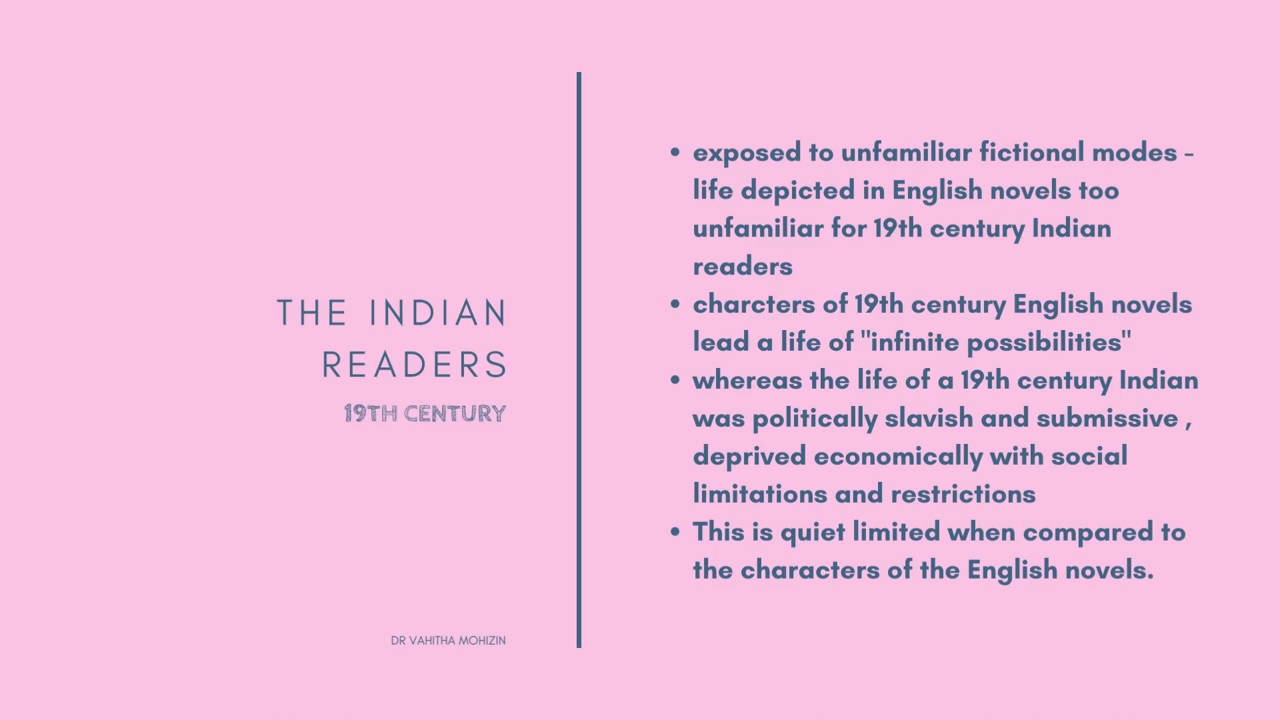 THE INDIAN
READERS
19TH CENTURY
DR VAHITHA MOHIZIN
• exposed to unfamiliar fictional modes -
life depicted in English novels too
unfamiliar for 19th century Indian
readers
• charcters of 19th century English novels
lead a life of "infinite possibilities"
• whereas the life of a 19th century Indian
was politically slavish and submissive ,
deprived economically with social
limitations and restrictions
• This is quiet limited when compared to
the characters of the English novels.